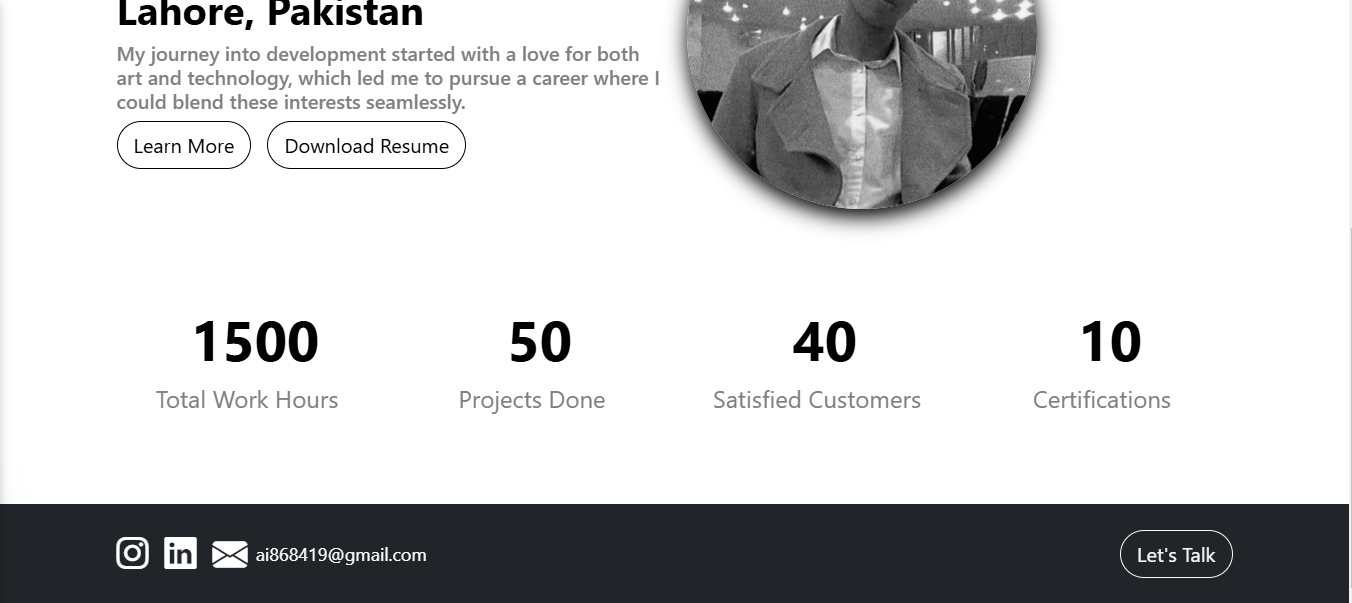 Lahore, Pakistan
My journey into development started with a love for both
art and technology, which led me to pursue a career where I
could blend these interests seamlessly.
Learn More
Download Resume
1500
50
40
10
Total Work Hours
Projects Done
Satisfied Customers
Certifications
in
ai868419@gmail.com
Let's Talk